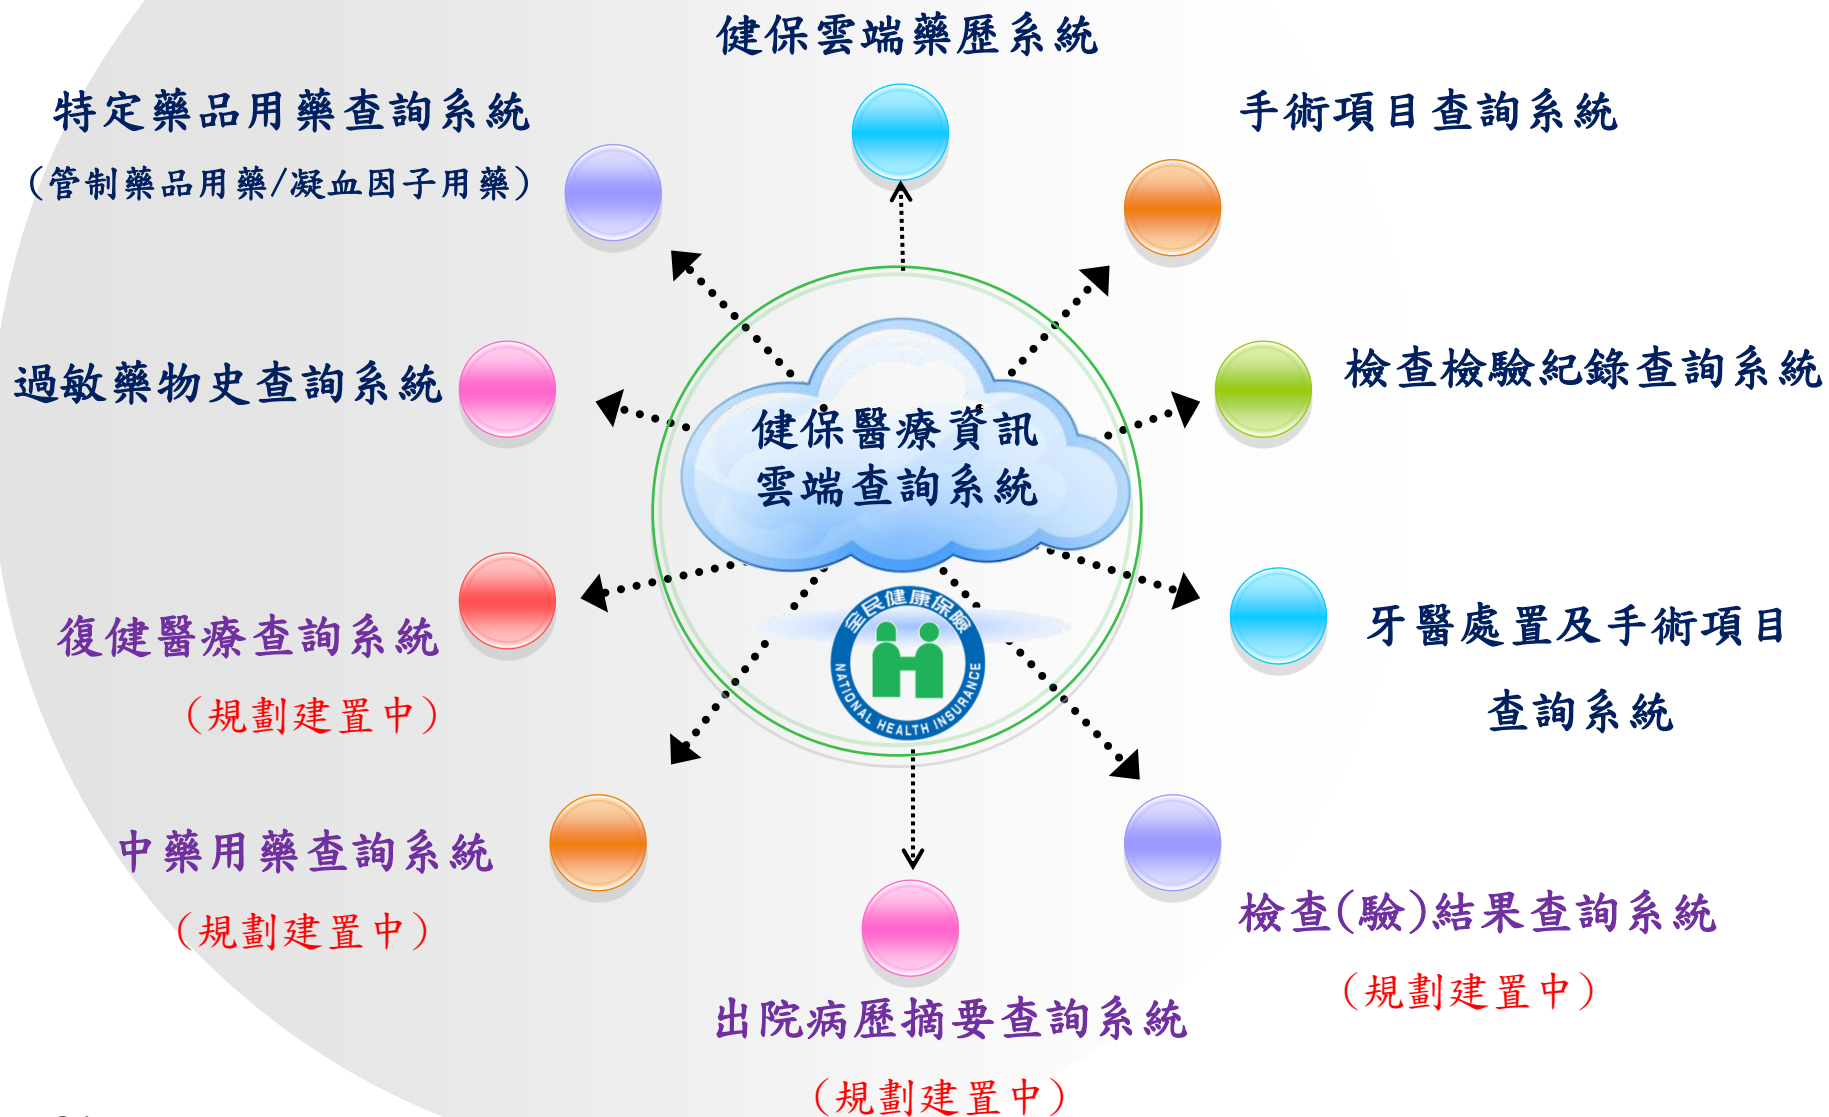 健保雲端藥歷系統
特定藥品用藥查詢系統
(管制藥品用藥/凝血因子用藥)
手術項目查詢系統
過敏藥物史查詢系統
檢查檢驗紀錄查詢系統
健保醫療資訊
雲端查詢系統
全民健康保險
NATIONAL HEALTH INSURANCE
復健醫療查詢系統
(規劃建置中)
牙醫處置及手術項目
查詢系統
中藥用藥查詢系統
(規劃建置中)
檢查(驗)結果查詢系統
(規劃建置中)
出院病歷摘要查詢系統
(規劃建置中)